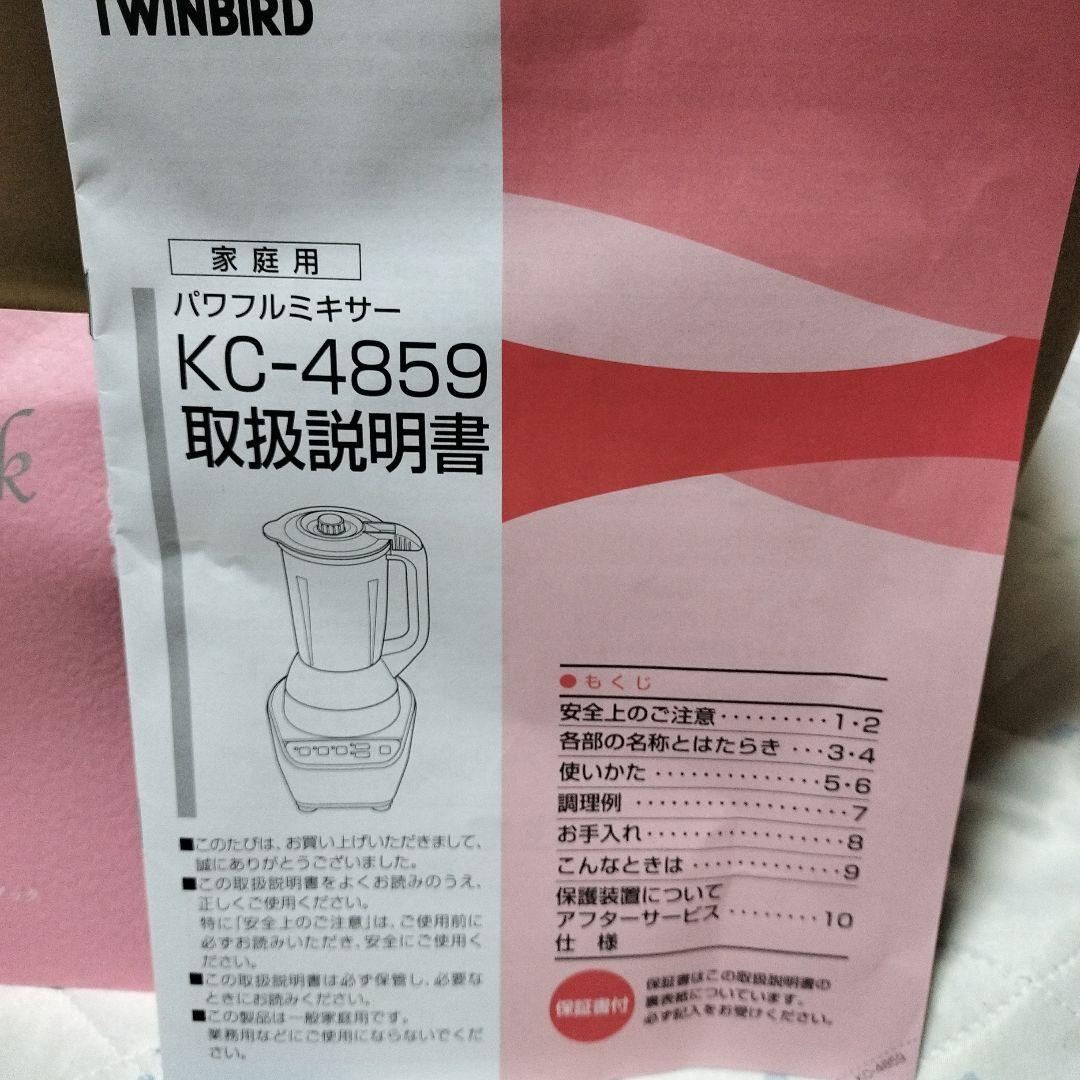 TWINBIRD
家庭用
パワフルミキサー
KC-4859
取扱説明書
■このたびは、お買い上げいただきまして、
誠にありがとうございました。
■この取扱説明書をよくお読みのうえ、
正しくご使用ください。
特に「安全上のご注意」は、ご使用前に
必ずお読みいただき、安全にご使用く
ださい。
■この取扱説明書は必ず保管し、必要な
ときにお読みください。
■この製品は一般家庭用です。
業務用などにご使用にならないでくだ
さい。
●もくじ
安全上のご注意・・・・・・・・・1・2
各部の名称とはたらき・・・3・4
使いかた・・・・・・・・・・・・・・・5・6
調理例・・・・・・・・・・・・・・・・・・7
お手入れ・・・・・・・・・・・・・・・・8
こんなときは・・・・・・・・・・・・・9
保護装置について
アフターサービス・・・・・・・・10
仕 様
保証書付
保証書はこの取扱説明書の
裏表紙についています。
必ず記入をお受けください。
KC-4859
k